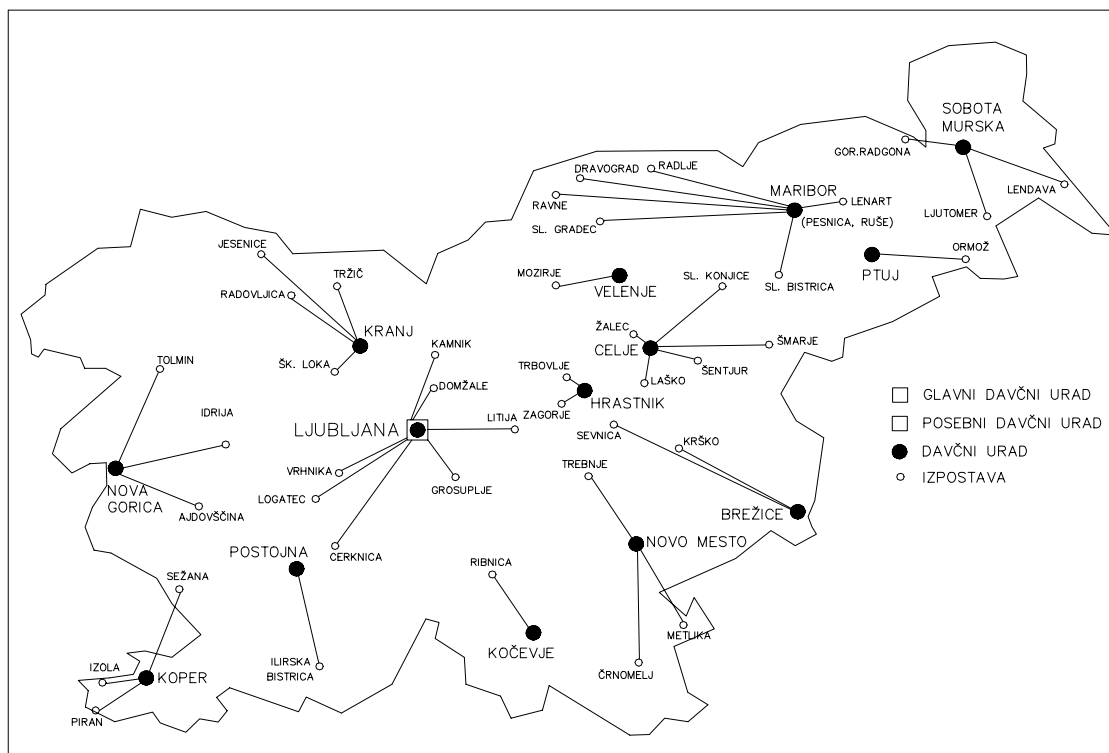 SOBOTA
MURSKA
GOR.RADGONA
LENDAVA
LJUTOMER
DRAVOGRAD
RADLJE
RAVNE
MARIBOR
LENART
(PESNICA, RUŠE)
SL. GRADEC
ORMOŽ
PTUJ
SL. BISTRICA
JESENICE
TRŽIČ
RADOVLJICA
KRANJ
ŠK. LOKA
MOZIRJE
VELENJE
SL. KONJICE
ŽALEC
CELJE
ŠMARJE
ŠENTJUR
LAŠKO
KAMNIK
DOMŽALE
TRBOVLJE
HRASTNIK
ZAGORJE
TOLMIN
IDRIJA
LJUBLJANA
LITIJA
SEVNICA
KRŠKO
VRHNIKA
GROSUPLJE
TREBNJE
LOGATEC
NOVA
GORICA
AJDOVŠČINA
BREŽICE
POSTOJNA
CERKNICA
NOVO MESTO
SEŽANA
RIBNICA
METLIKA
KOČEVJE
IZOLA
KOPER
ILIRSKA
BISTRICA
ČRNOMELJ
PIRAN
GLAVNI DAVČNI URAD
POSEBNI DAVČNI URAD
DAVČNI URAD
IZPOSTAVA